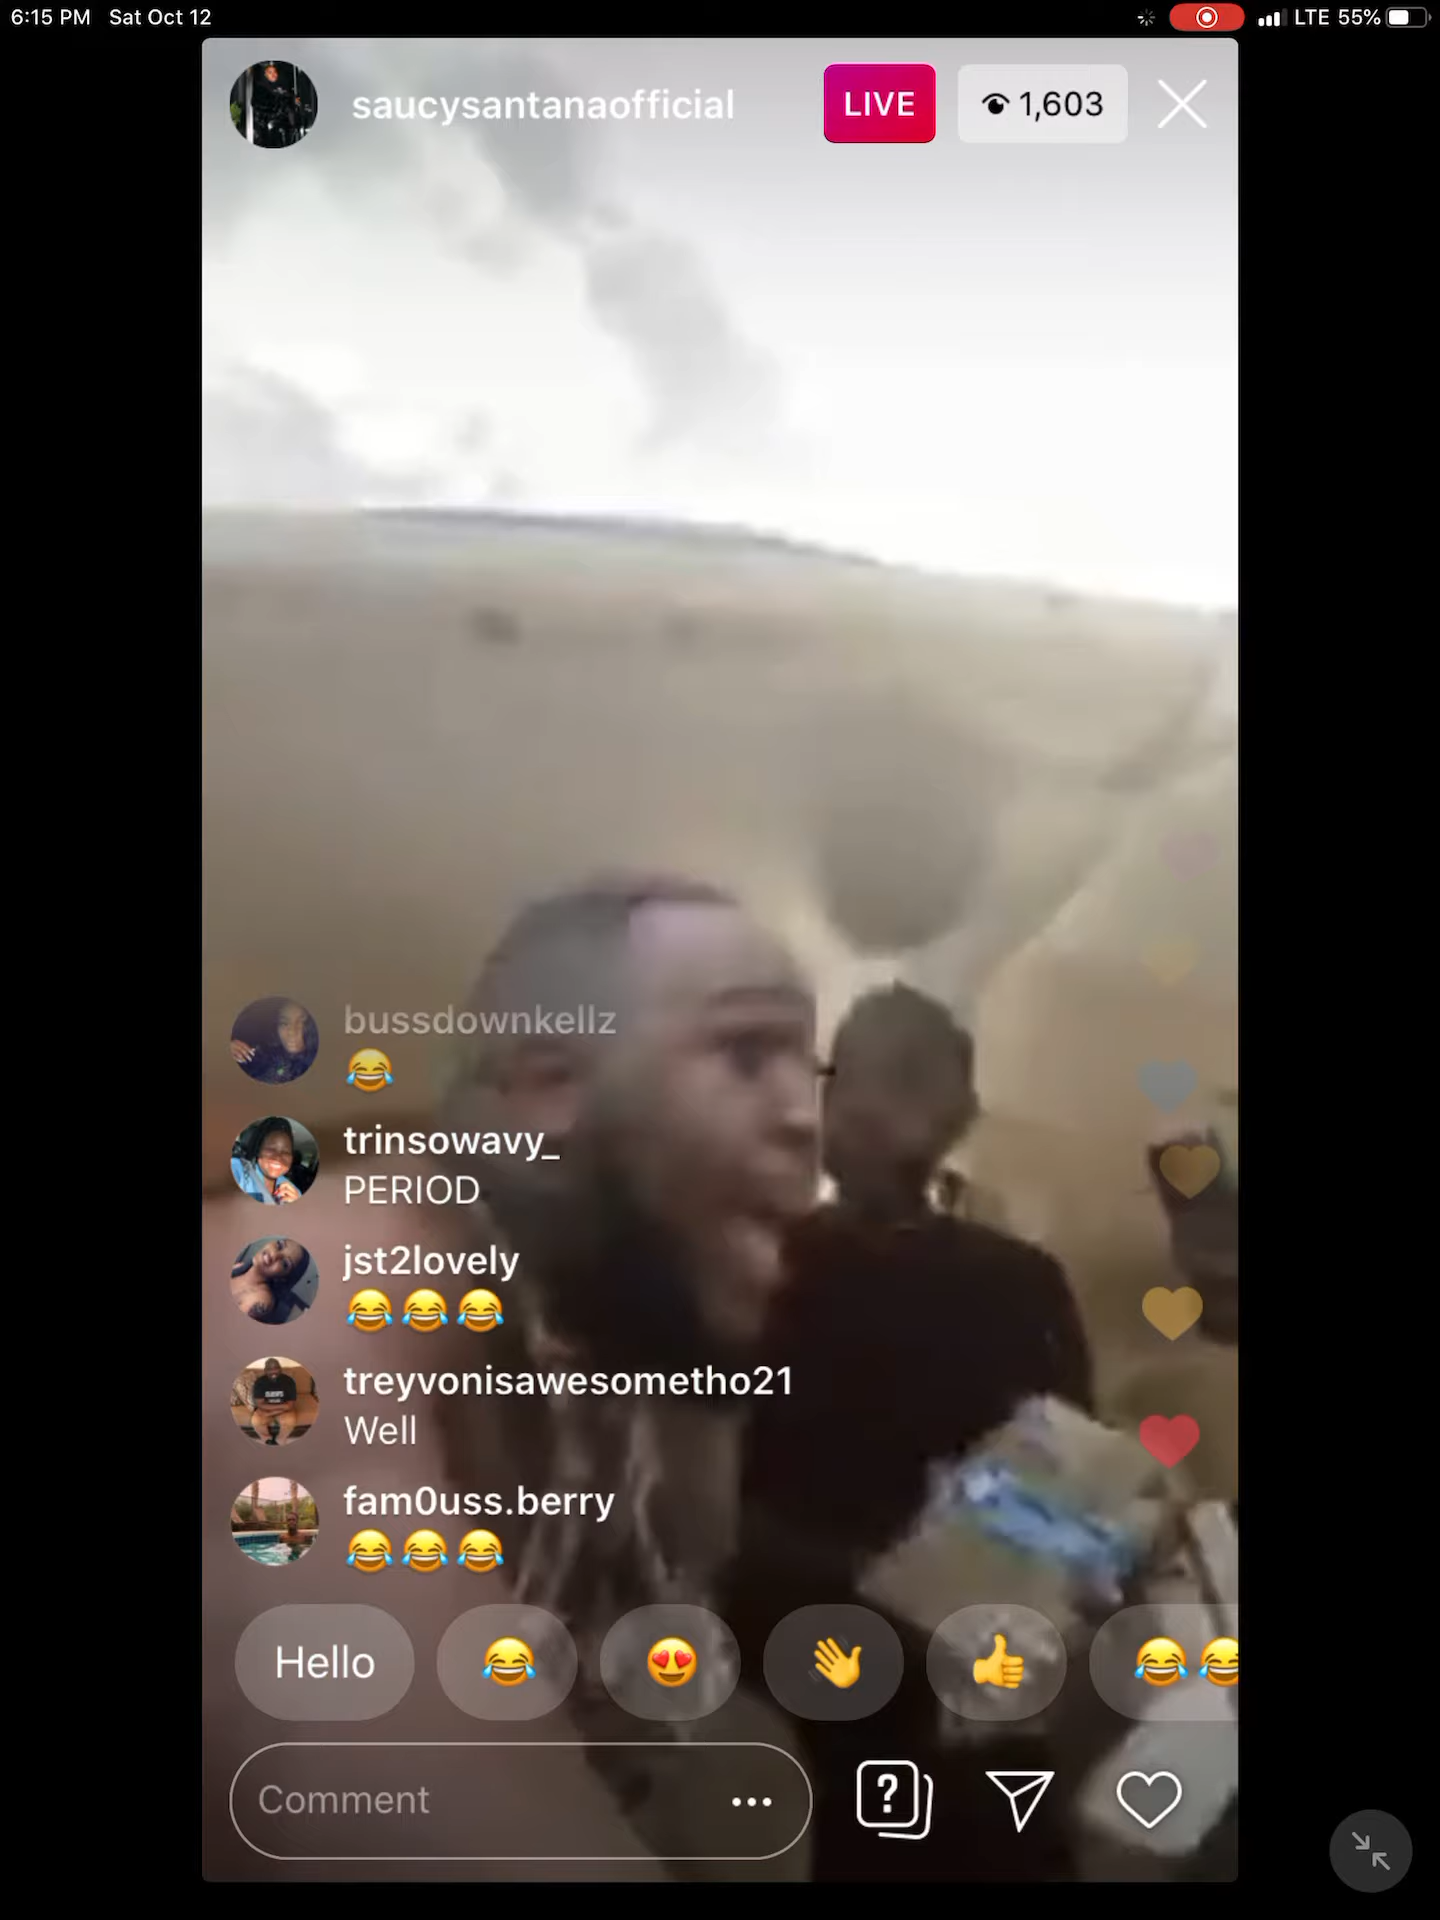 6:15 PM Sat Oct 12
LTE 55%
saucysantanaofficial
LIVE
1,603
bussdownkellz
😂
trinsowavy_
PERIOD
jst2lovely
😂😂😂
treyvonisawesometho21
Well
fam0uss.berry
😂😂😂
Hello 😂 😍 👋 👍 😂😂
Comment
?